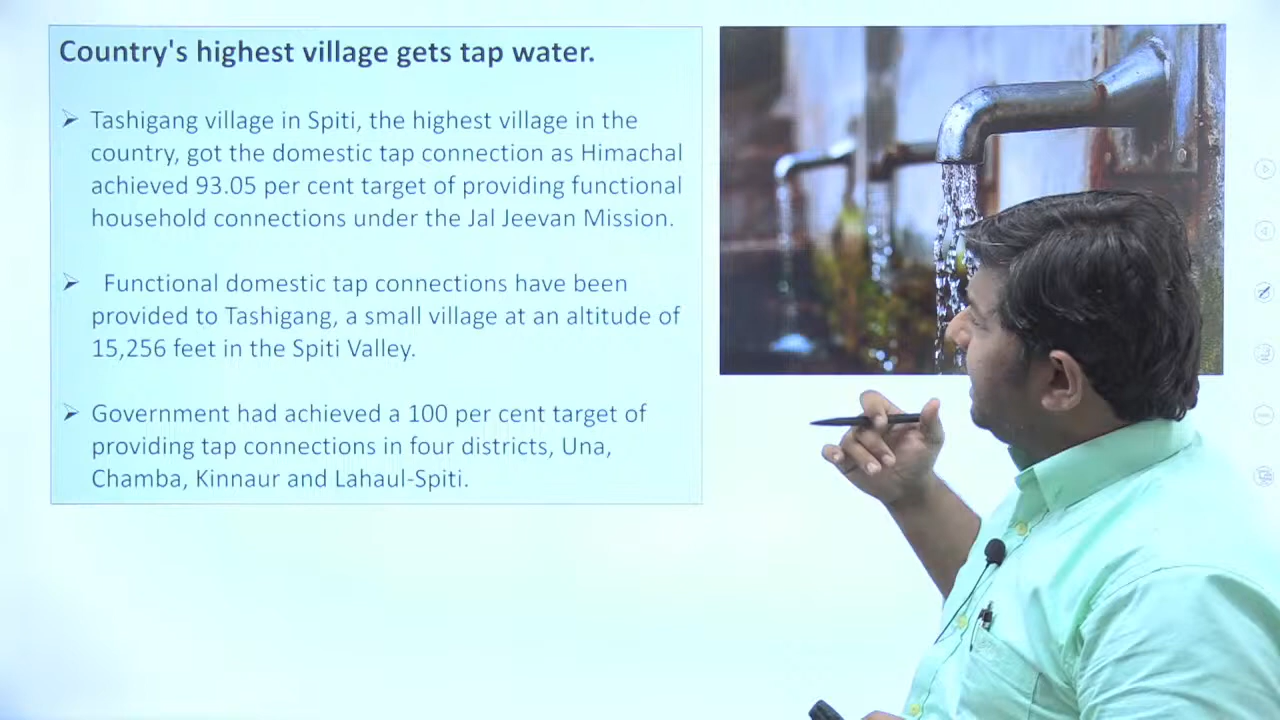 Country's highest village gets tap water.
➢ Tashigang village in Spiti, the highest village in the
country, got the domestic tap connection as Himachal
achieved 93.05 per cent target of providing functional
household connections under the Jal Jeevan Mission.
➢ Functional domestic tap connections have been
provided to Tashigang, a small village at an altitude of
15,256 feet in the Spiti Valley.
➢ Government had achieved a 100 per cent target of
providing tap connections in four districts, Una,
Chamba, Kinnaur and Lahaul-Spiti.